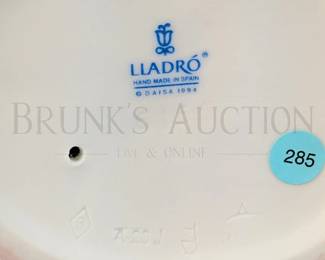 LLADRÓ®
HAND MADE IN SPAIN
© DAISA 1994
BRUNK'S AUCTION
LIVE & ONLINE
285